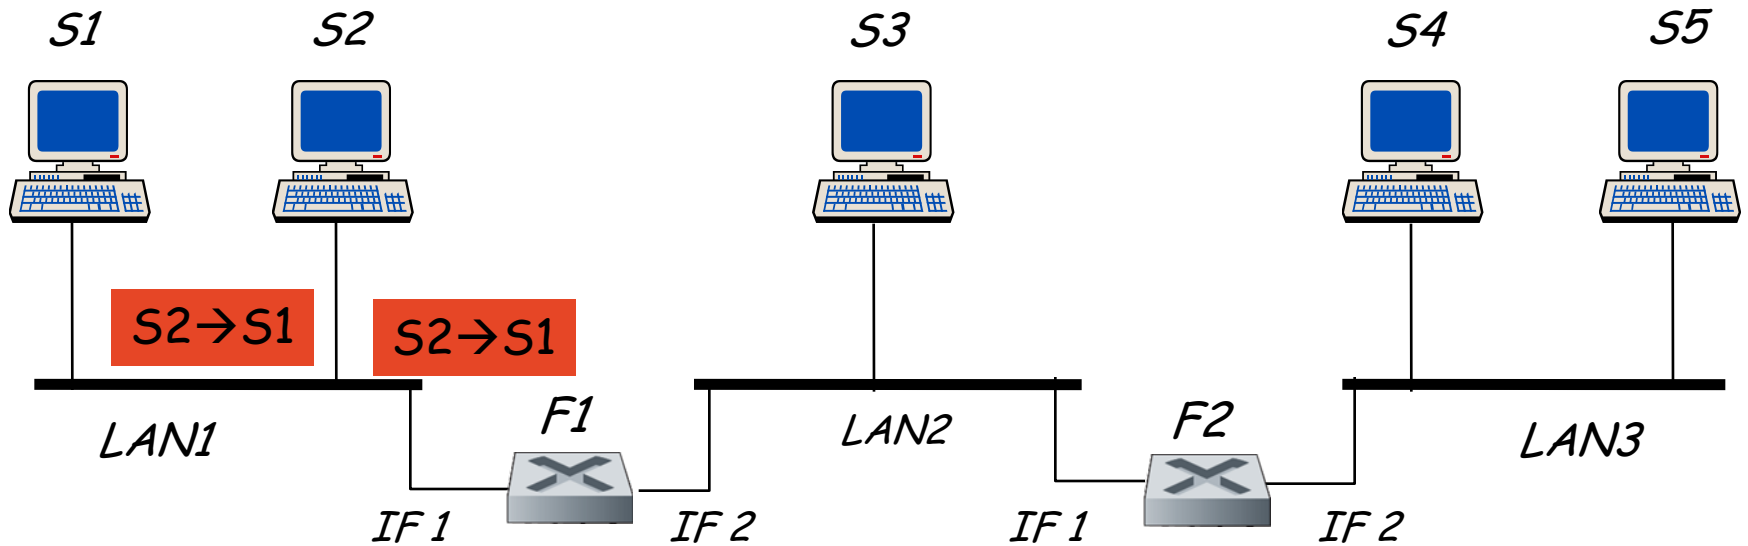 S1
S2
S3
S4
S5
S2→S1
S2→S1
LAN1
F1
LAN2
F2
LAN3
IF 1
IF 2
IF 1
IF 2